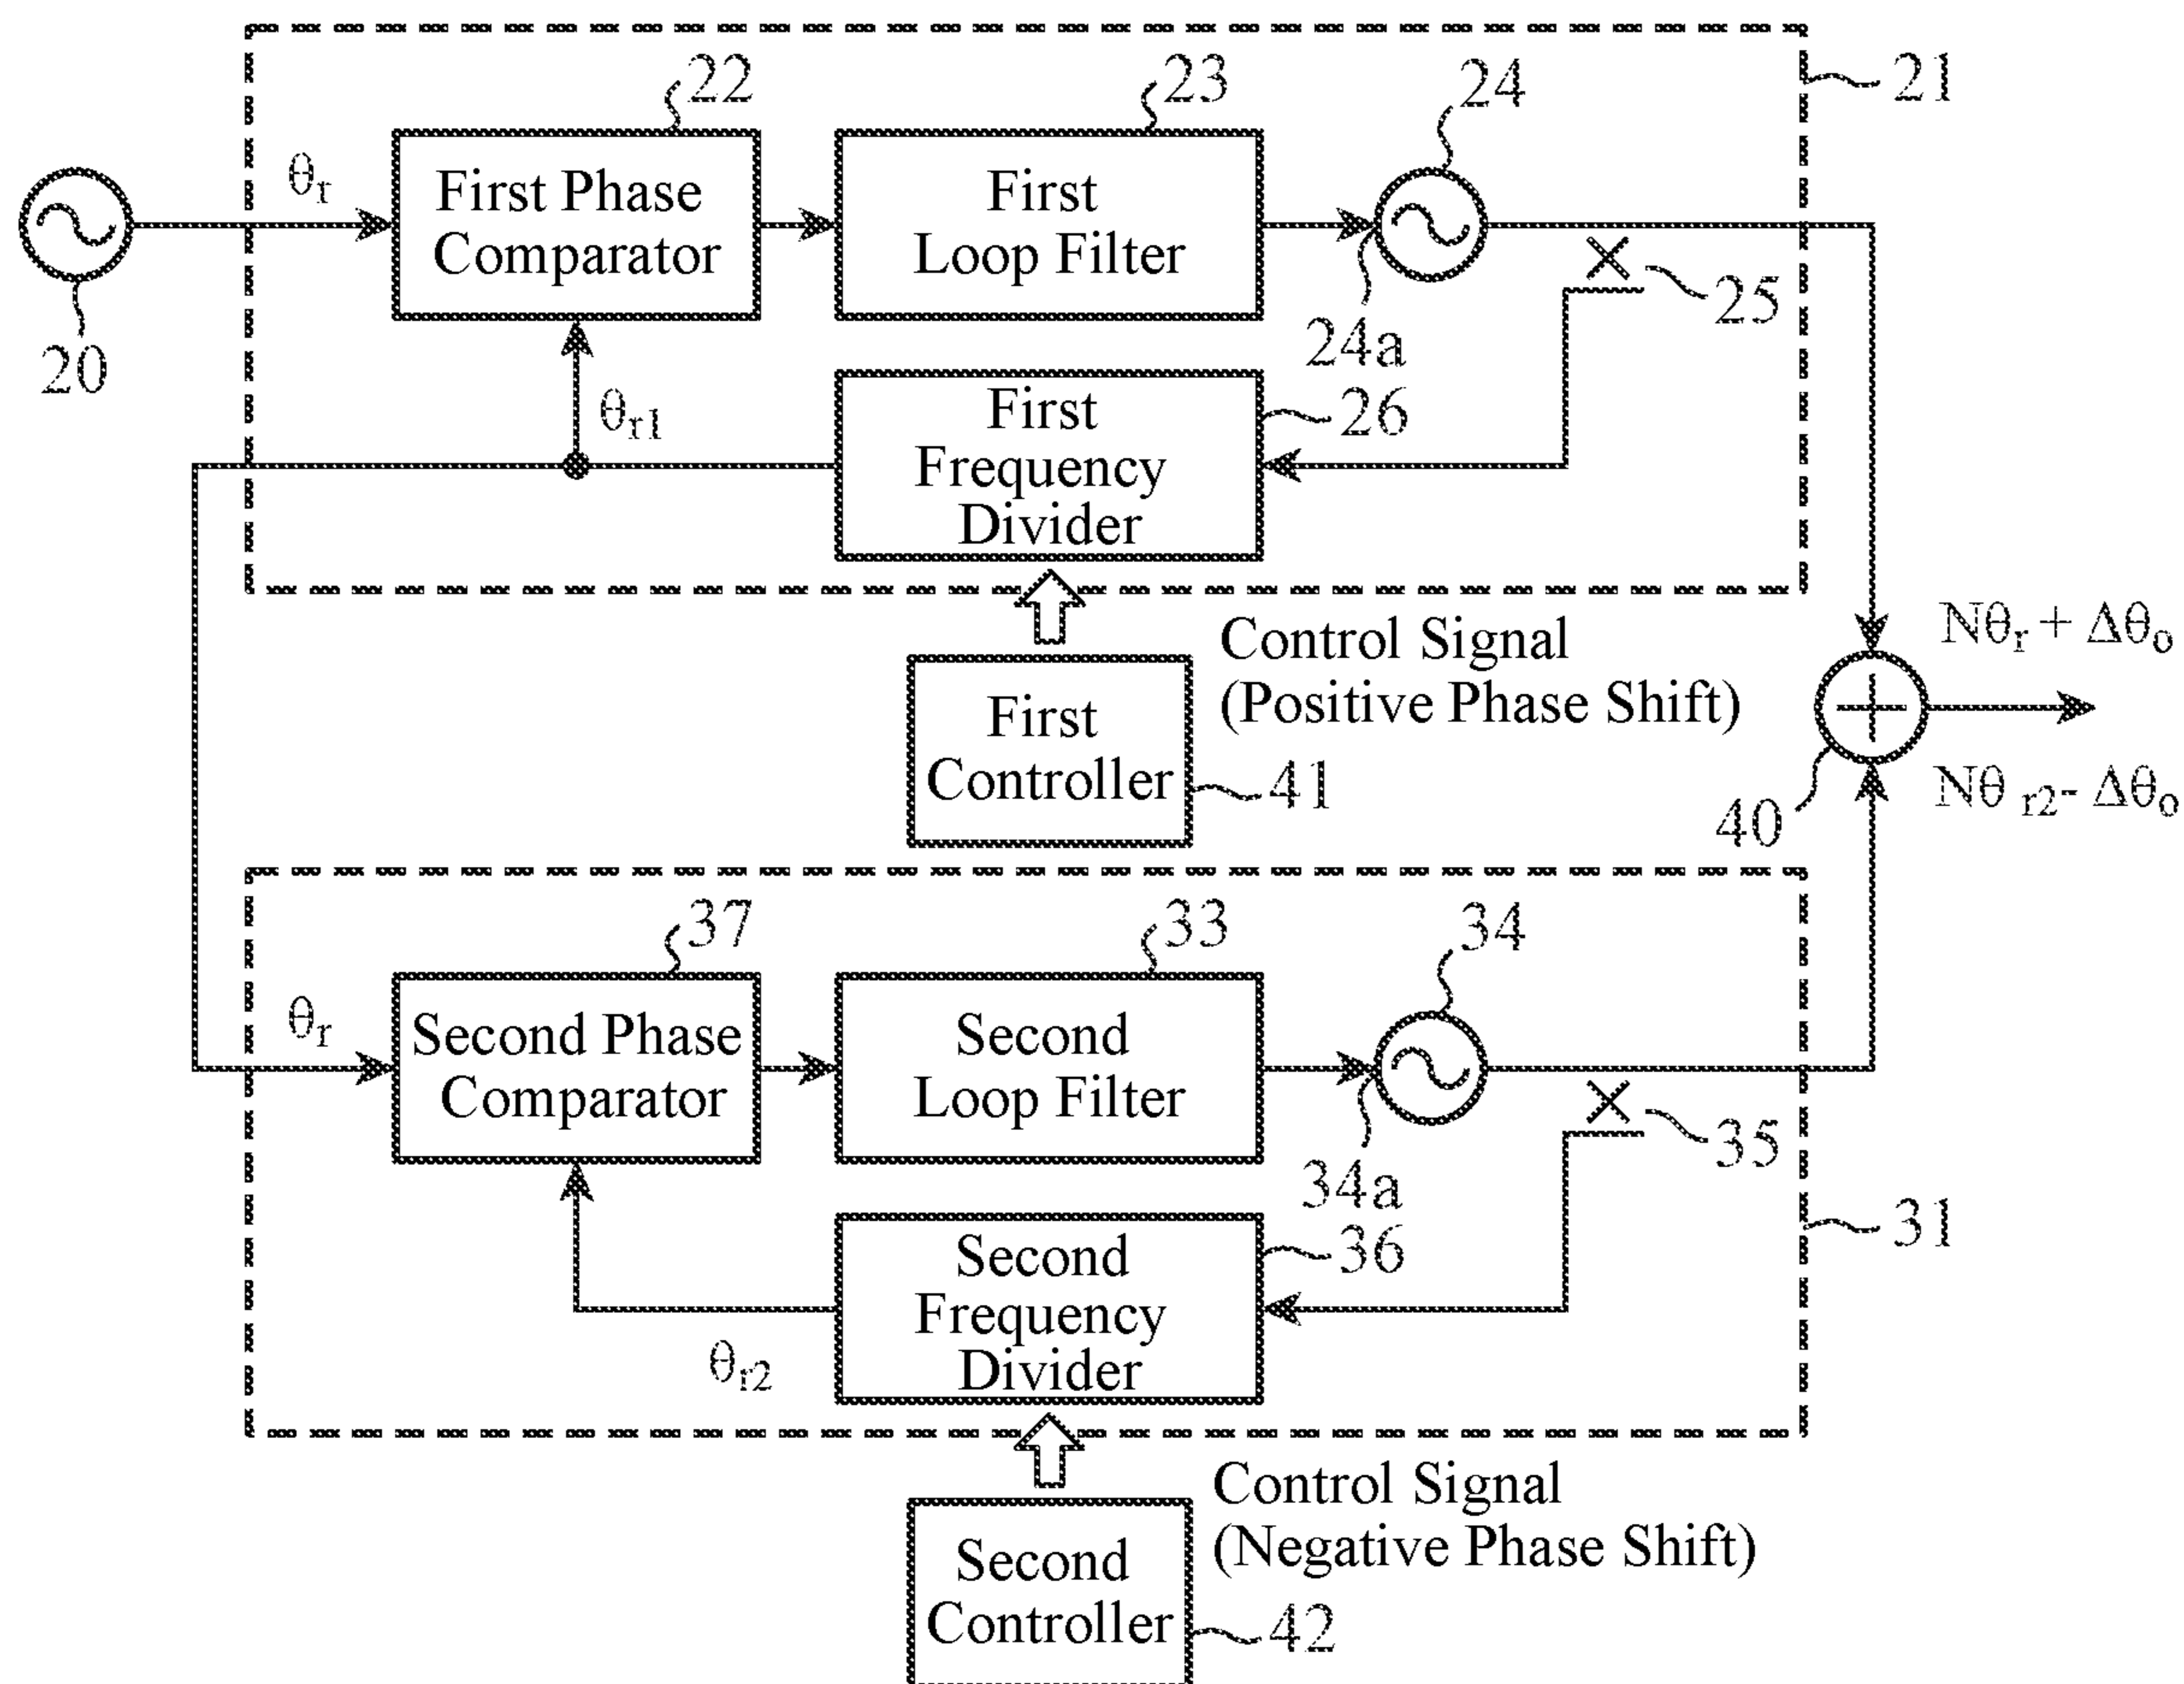 22
23
24
21
θr
First Phase
Comparator
First
Loop Filter
20
24a
25
θr1
First
Frequency
Divider
26
Control Signal
(Positive Phase Shift)
First
Controller
41
Nθr + Δθo
40
Nθ r2- Δθo
37
33
34
θr
Second Phase
Comparator
Second
Loop Filter
34a
35
31
θr2
Second
Frequency
Divider
36
Control Signal
(Negative Phase Shift)
Second
Controller
42